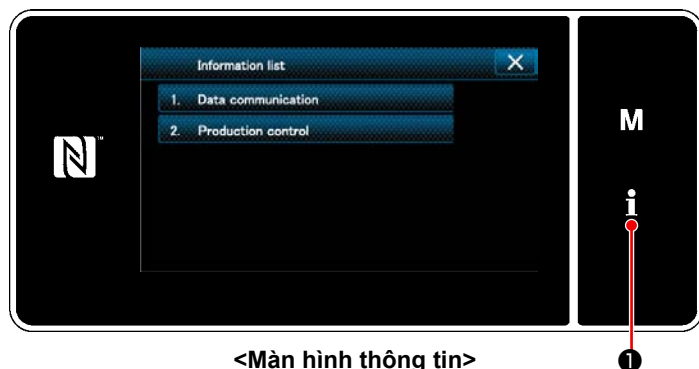 Information list
1. Data communication
2. Production control
M
i
<Màn hình thông tin>
❶